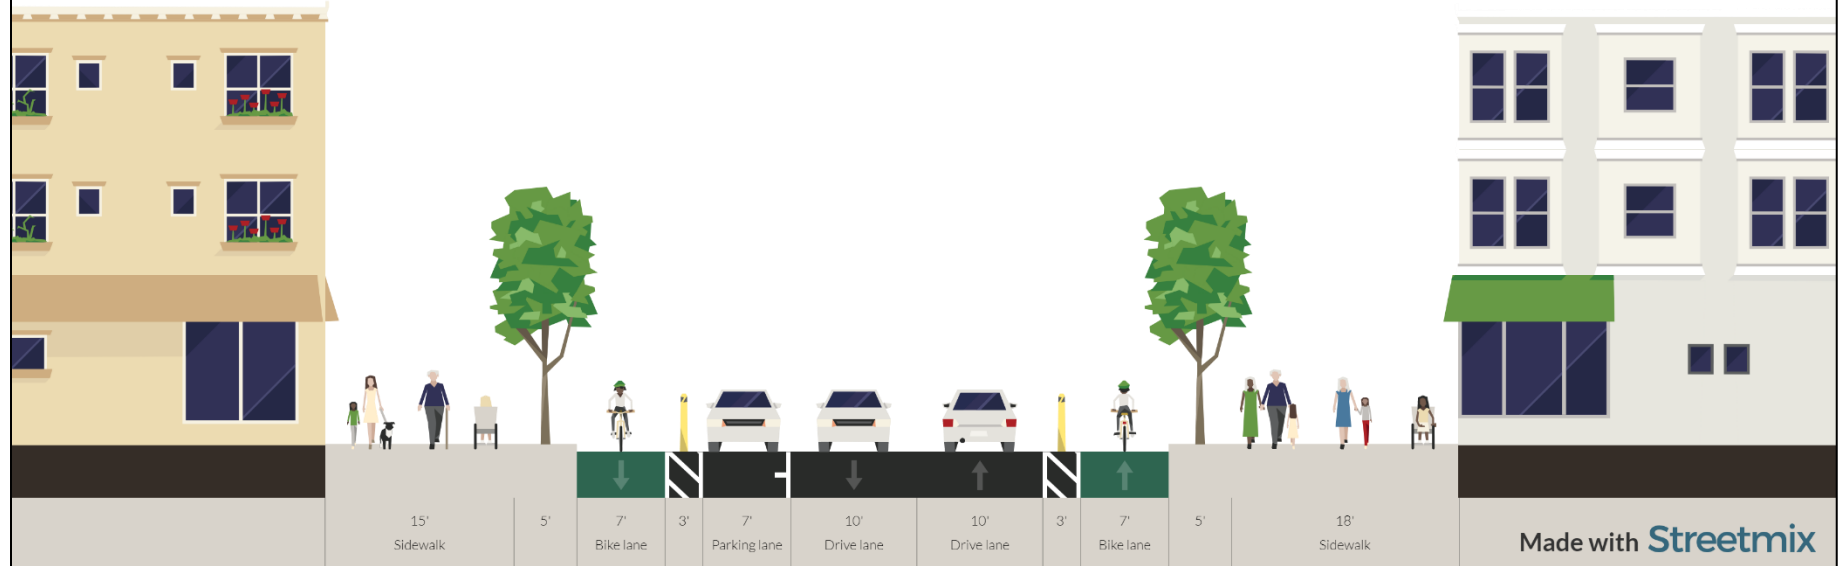 15' 5' 7' 3' 7' 10' 10' 3' 7' 5' 18'
Sidewalk Bike lane Parking lane Drive lane Drive lane Bike lane Sidewalk
Made with Streetmix